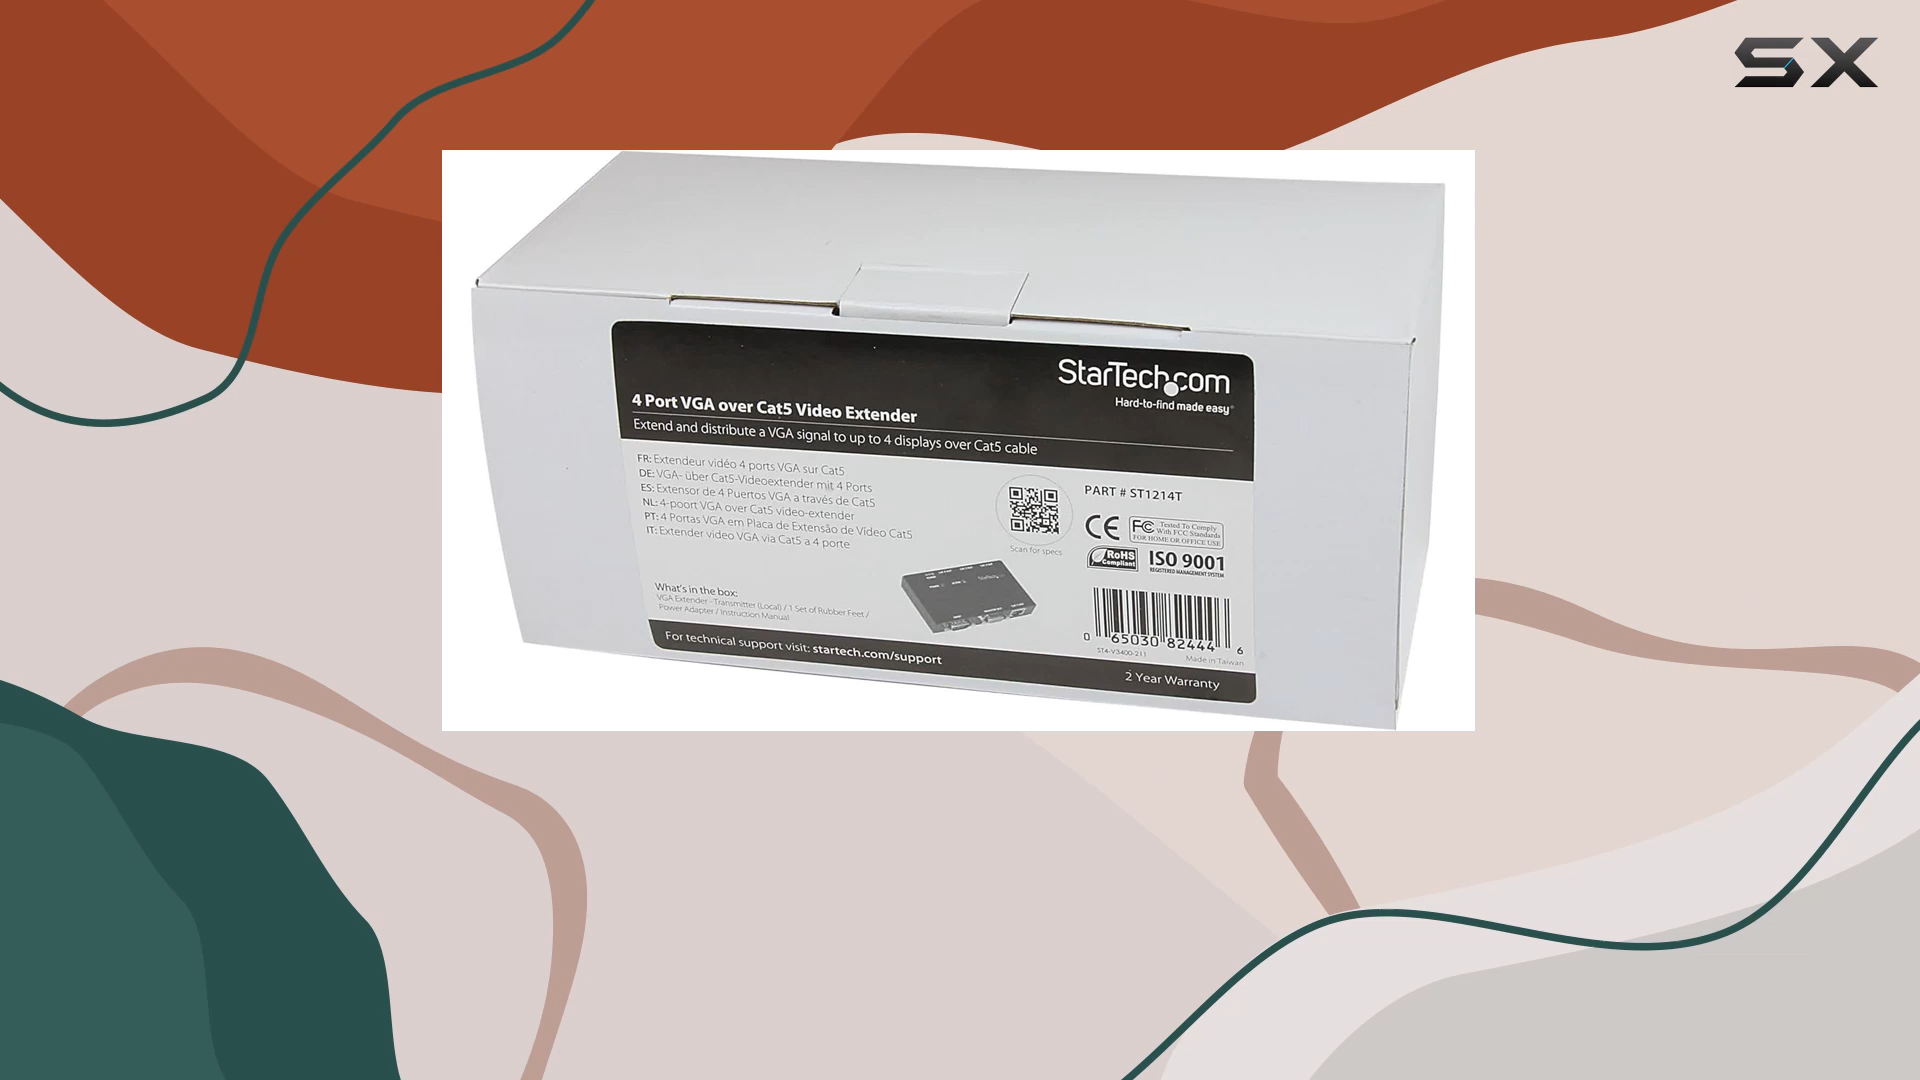 SX
StarTech.com
Hard-to-find made easy®
4 Port VGA over Cat5 Video Extender
Extend and distribute a VGA signal to up to 4 displays over Cat5 cable
FR: Extendeur vidéo 4 ports VGA sur Cat5
DE: VGA- über Cat5-Videoextender mit 4 Ports
ES: Extensor de 4 Puertos VGA a través de Cat5
NL: 4-poort VGA over Cat5 video-extender
PT: 4 Portas VGA em Placa de Extensão de Vídeo Cat5
IT: Extender video VGA via Cat5 a 4 porte
Scan for specs
PART # ST1214T
CE FC Tested To Comply
With FCC Standards
FOR HOME OR OFFICE USE
RoHS
Compliant
ISO 9001
REGISTERED MANAGEMENT SYSTEM
What's in the box:
VGA Extender - Transmitter (Local) / 1 Set of Rubber Feet /
Power Adapter / Instruction Manual
0 65030 82444 6
ST4-V3400-211
Made in Taiwan
For technical support visit: startech.com/support
2 Year Warranty